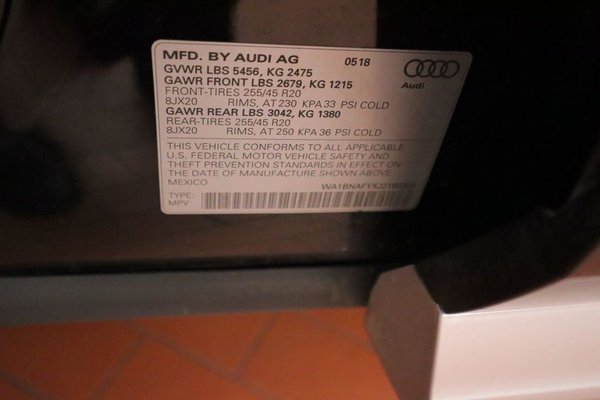 MFD. BY AUDI AG 0518
GVWR LBS 5456, KG 2475
GAWR FRONT LBS 2679, KG 1215
FRONT-TIRES 255/45 R20
8JX20 RIMS, AT 230 KPA 33 PSI COLD
GAWR REAR LBS 3042, KG 1380
REAR-TIRES 255/45 R20
8JX20 RIMS, AT 250 KPA 36 PSI COLD
Audi
THIS VEHICLE CONFORMS TO ALL APPLICABLE
U.S. FEDERAL MOTOR VEHICLE SAFETY AND
THEFT PREVENTION STANDARDS IN EFFECT ON
THE DATE OF MANUFACTURE SHOWN ABOVE
MEXICO
TYPE:
MPV